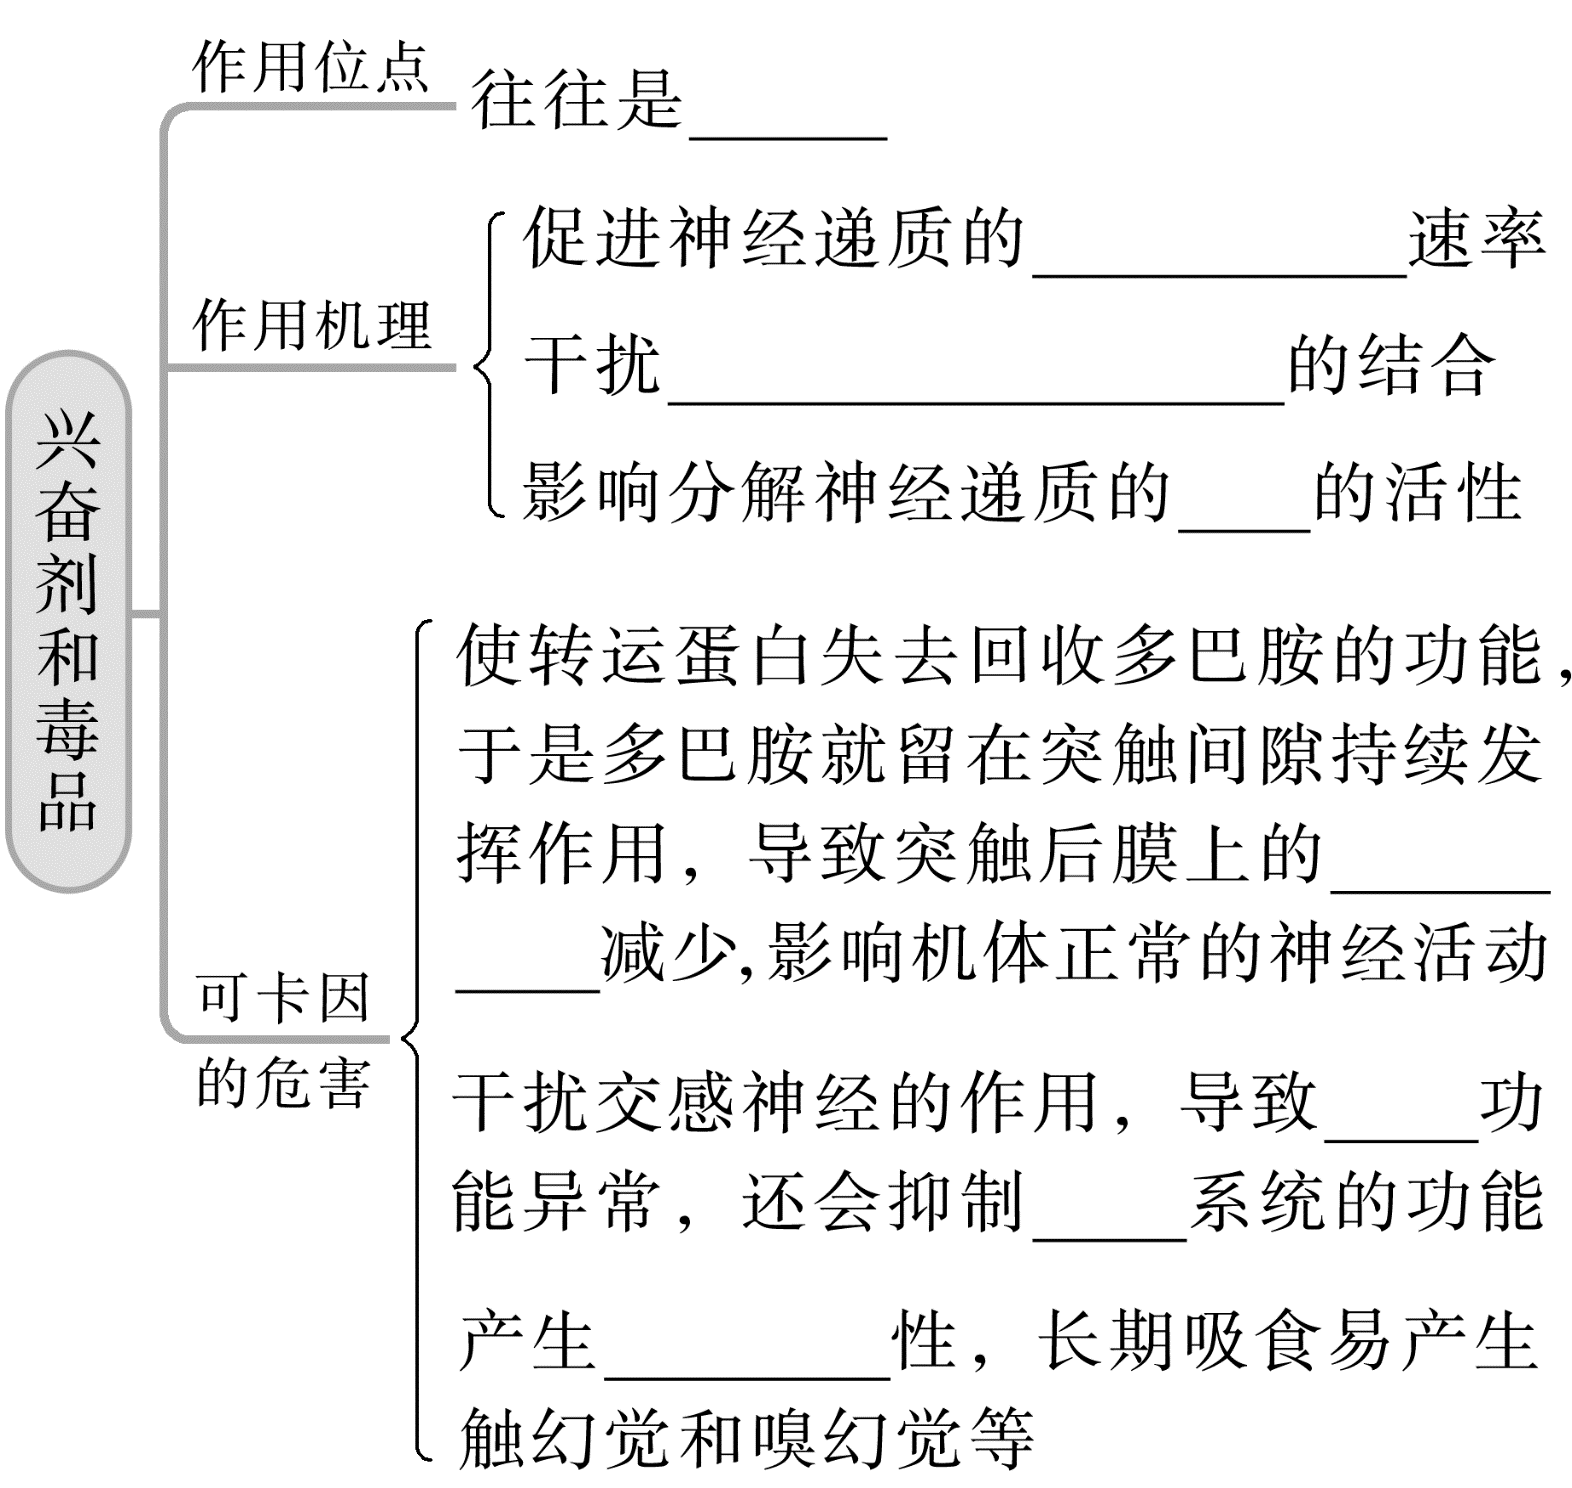 兴奋剂和毒品
作用位点
往往是______
作用机理
促进神经递质的____________速率
干扰____________________的结合
影响分解神经递质的____的活性
可卡因
的危害
使转运蛋白失去回收多巴胺的功能，
于是多巴胺就留在突触间隙持续发
挥作用，导致突触后膜上的_______
____减少,影响机体正常的神经活动
干扰交感神经的作用，导致____功
能异常，还会抑制____系统的功能
产生________性，长期吸食易产生
触幻觉和嗅幻觉等